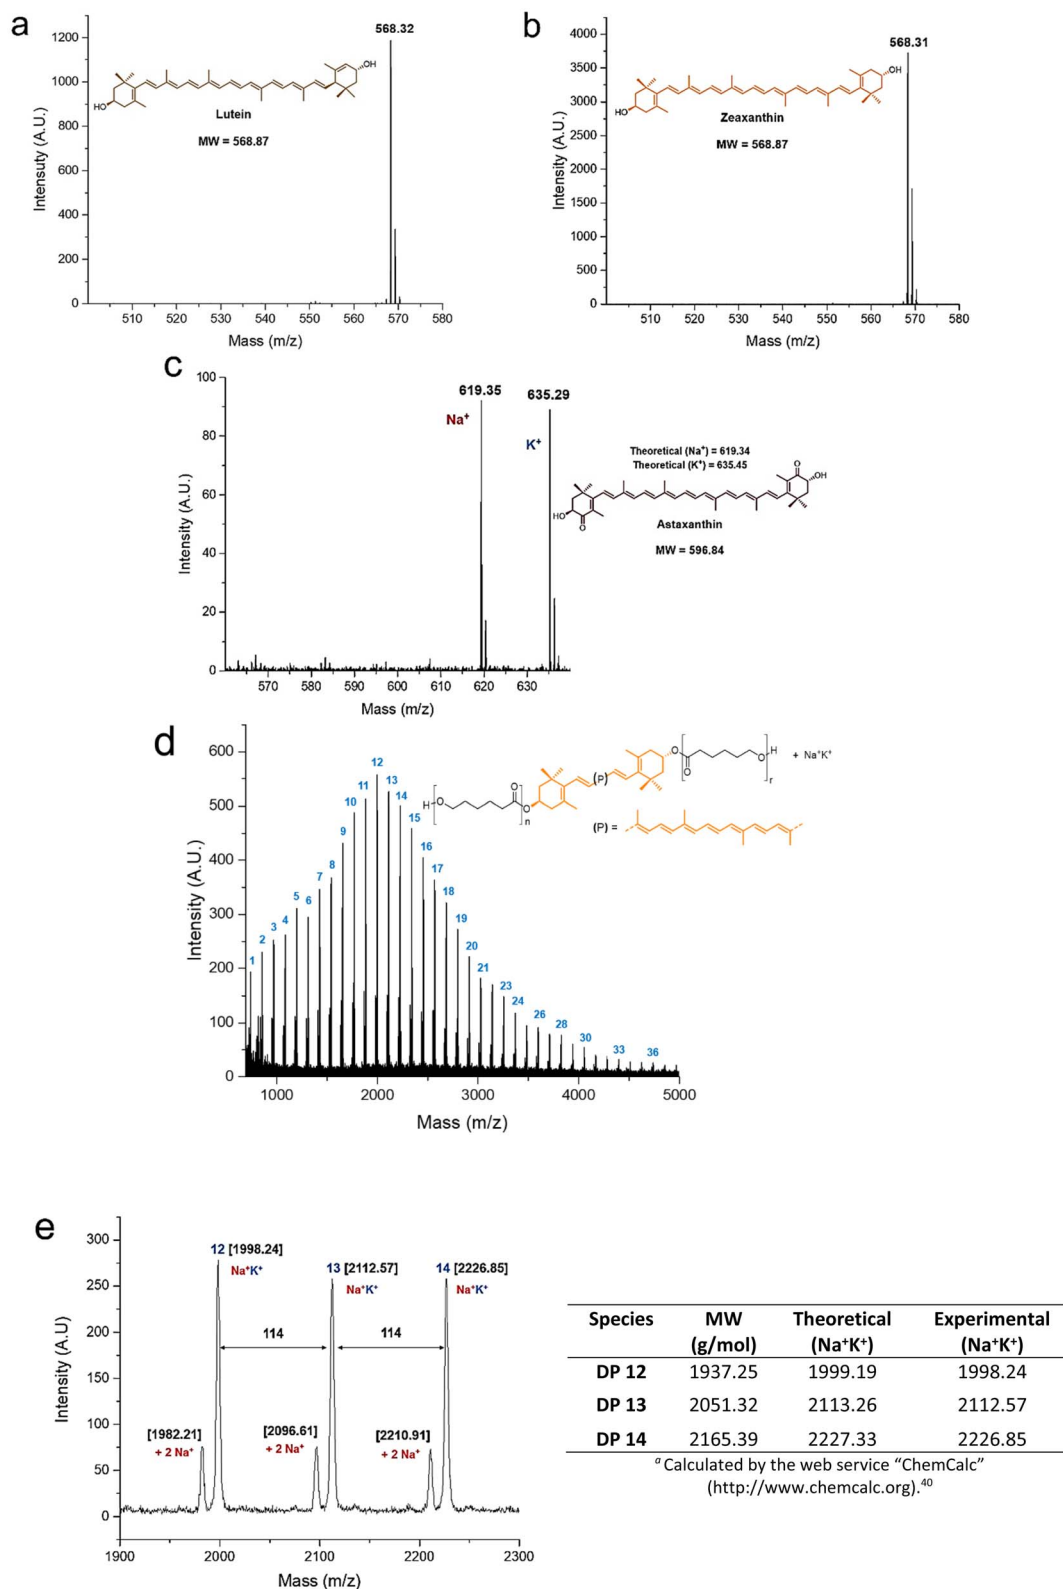 a
568.32
1200
1000
800
600
400
200
0
Intensuty (A.U.)
HO
OH
Lutein
MW = 568.87
510 520 530 540 550 560 570 580
Mass (m/z)
b
568.31
4000
3500
3000
2500
2000
1500
1000
500
0
Intensity (A.U.)
HO
OH
Zeaxanthin
MW = 568.87
510 520 530 540 550 560 570 580
Mass (m/z)
c
100
80
60
40
20
0
Intensity (A.U.)
619.35
Na⁺
635.29
K⁺
Theoretical (Na⁺) = 619.34
Theoretical (K⁺) = 635.45
O
OH
HO
O
Astaxanthin
MW = 596.84
570 580 590 600 610 620 630
Mass (m/z)
d
600
500
400
300
200
100
0
Intensity (A.U.)
1 2 3 4 5 6 7 8 9 10 11 12 13 14 15 16 17 18 19 20 21 23 24 26 28 30 33 36
H O n O O (P) O O O H r + Na⁺K⁺
(P) =
1000 2000 3000 4000 5000
Mass (m/z)
e
300
250
200
150
100
50
0
Intensity (A.U)
12 [1998.24]
Na⁺K⁺
13 [2112.57]
Na⁺K⁺
14 [2226.85]
Na⁺K⁺
114
114
[1982.21]
+ 2 Na⁺
[2096.61]
+ 2 Na⁺
[2210.91]
+ 2 Na⁺
1900 2000 2100 2200 2300
Mass (m/z)
Species MW Theoretical Experimental
(g/mol) (Na⁺K⁺) (Na⁺K⁺)
DP 12 1937.25 1999.19 1998.24
DP 13 2051.32 2113.26 2112.57
DP 14 2165.39 2227.33 2226.85
ᵃ Calculated by the web service “ChemCalc”
(http://www.chemcalc.org).⁴⁰